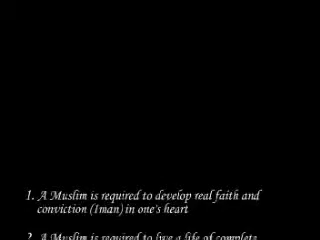 1. A Muslim is required to develop real faith and
conviction (Iman) in one's heart
2. A Muslim is required to live a life of complete